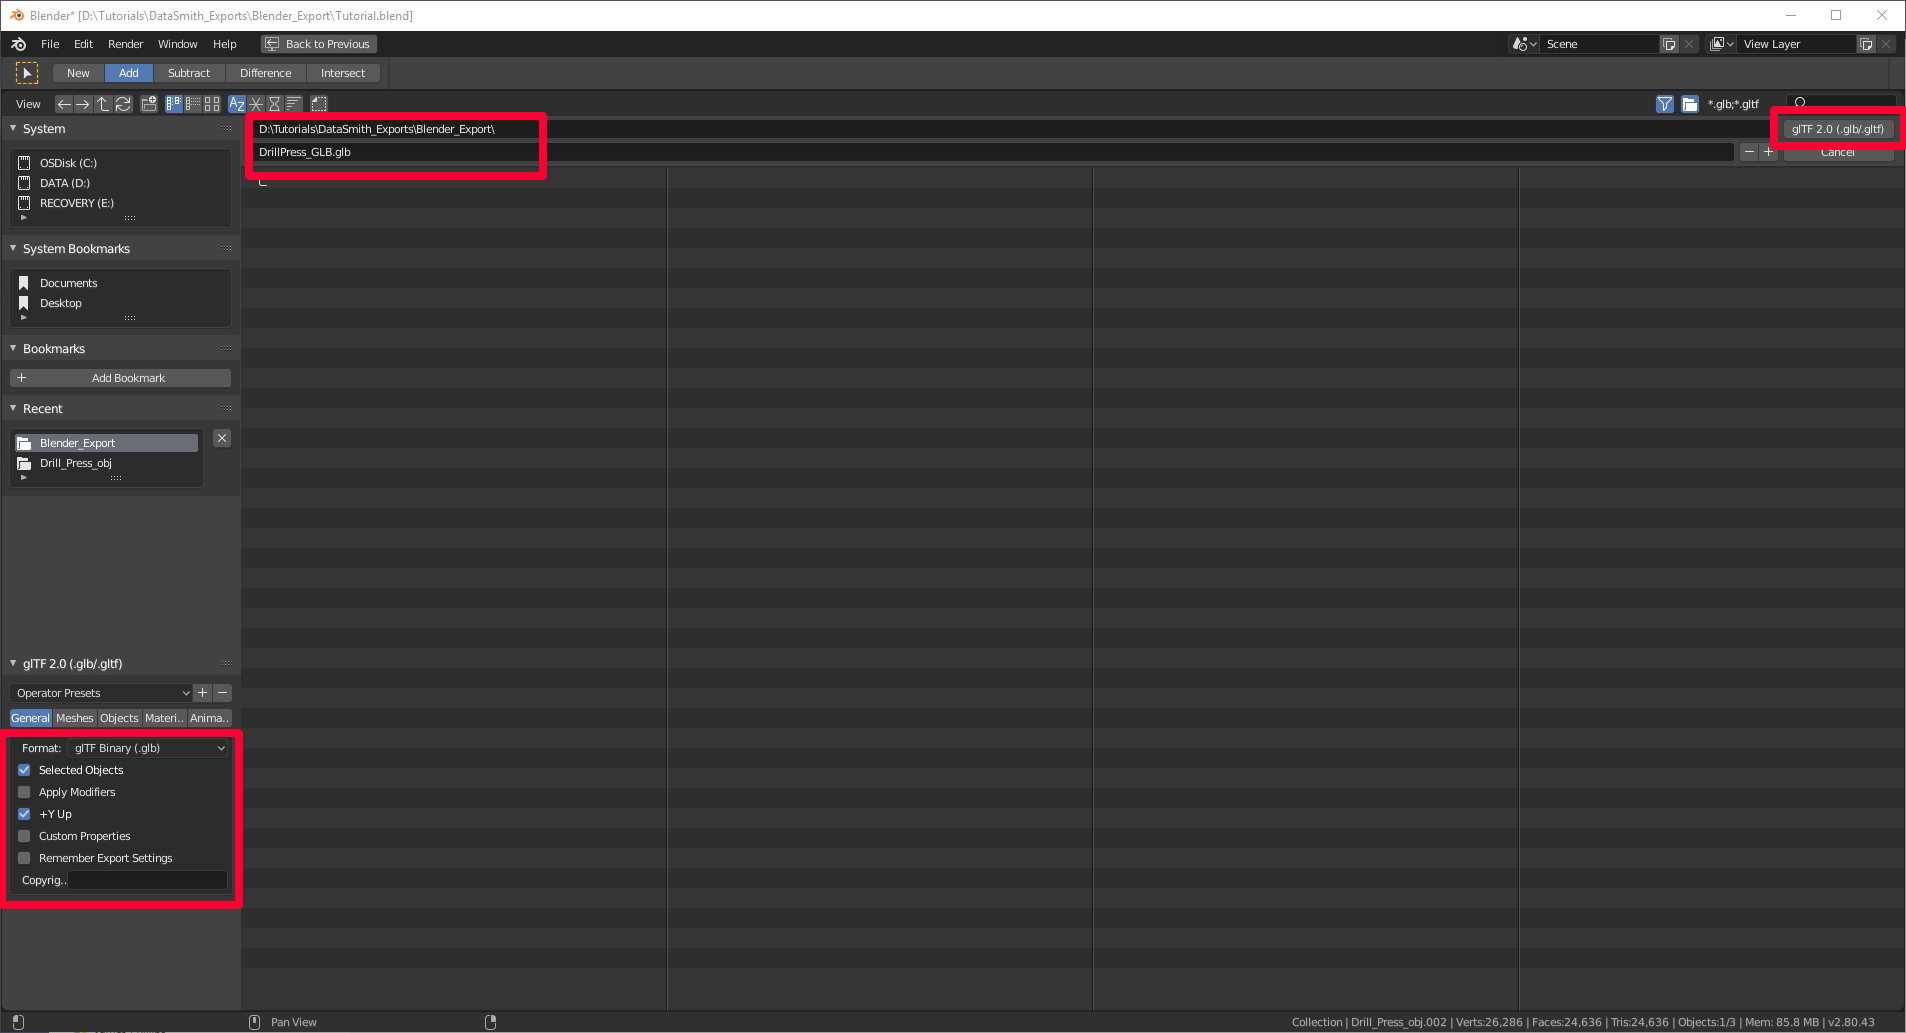 Blender* [D:\Tutorials\DataSmith_Exports\Blender_Export\Tutorial.blend]
File Edit Render Window Help Back to Previous Scene View Layer
New Add Subtract Difference Intersect
View *.glb;*.gltf
System
D:\Tutorials\DataSmith_Exports\Blender_Export\ glTF 2.0 (.glb/.gltf)
DrillPress_GLB.glb Cancel
OSDisk (C:)
DATA (D:)
RECOVERY (E:)
System Bookmarks
Documents
Desktop
Bookmarks
Add Bookmark
Recent
Blender_Export
Drill_Press_obj
glTF 2.0 (.glb/.gltf)
Operator Presets
General Meshes Objects Materi.. Anima..
Format: glTF Binary (.glb)
Selected Objects
Apply Modifiers
+Y Up
Custom Properties
Remember Export Settings
Copyrig..
Pan View Collection | Drill_Press_obj.002 | Verts:26,286 | Faces:24,636 | Tris:24,636 | Objects:1/3 | Mem: 85.8 MB | v2.80.43